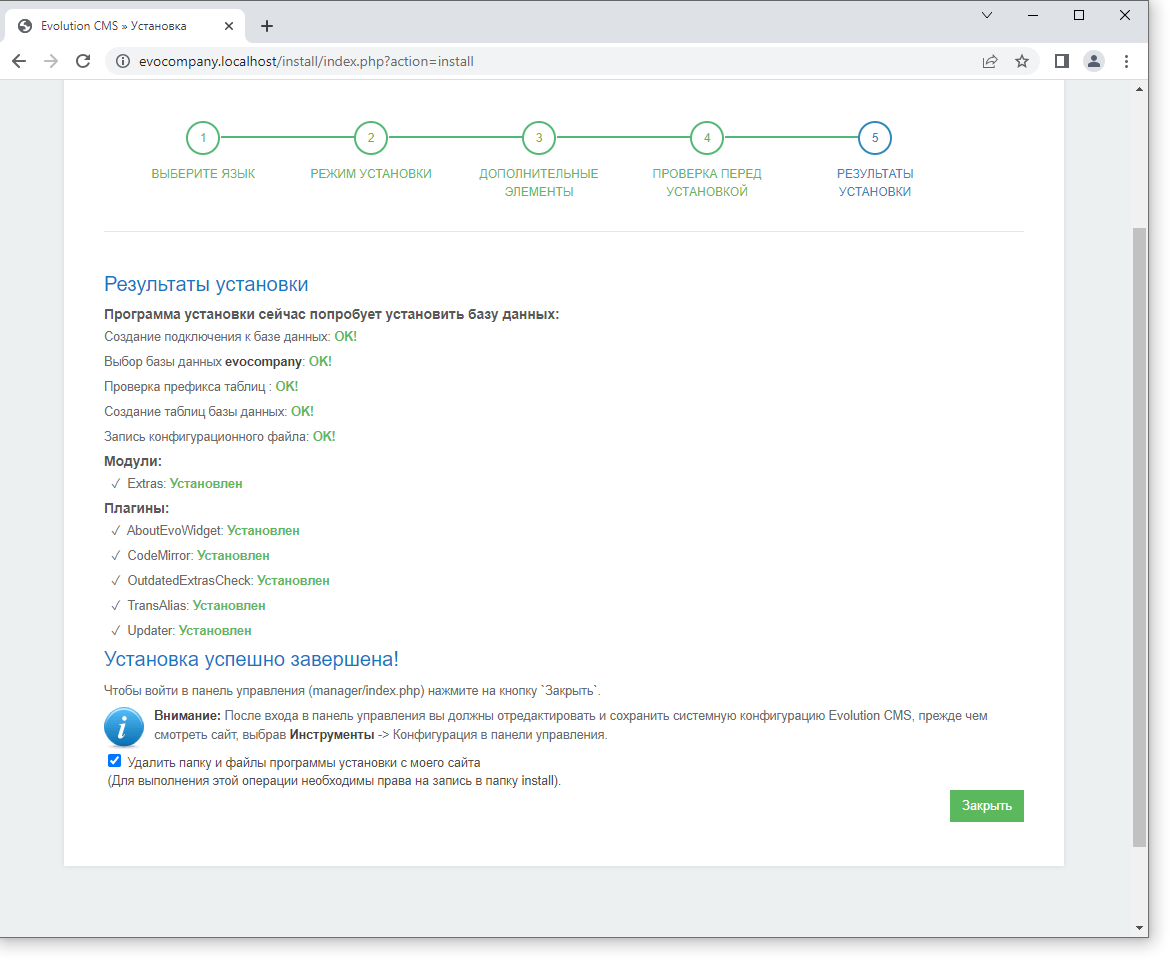 Evolution CMS » Установка
evocompany.localhost/install/index.php?action=install
1 2 3 4 5
ВЫБЕРИТЕ ЯЗЫК
РЕЖИМ УСТАНОВКИ
ДОПОЛНИТЕЛЬНЫЕ
ЭЛЕМЕНТЫ
ПРОВЕРКА ПЕРЕД
УСТАНОВКОЙ
РЕЗУЛЬТАТЫ
УСТАНОВКИ
Результаты установки
Программа установки сейчас попробует установить базу данных:
Создание подключения к базе данных: OK!
Выбор базы данных evocompany: OK!
Проверка префикса таблиц : OK!
Создание таблиц базы данных: OK!
Запись конфигурационного файла: OK!
Модули:
✓ Extras: Установлен
Плагины:
✓ AboutEvoWidget: Установлен
✓ CodeMirror: Установлен
✓ OutdatedExtrasCheck: Установлен
✓ TransAlias: Установлен
✓ Updater: Установлен
Установка успешно завершена!
Чтобы войти в панель управления (manager/index.php) нажмите на кнопку `Закрыть`.
Внимание: После входа в панель управления вы должны отредактировать и сохранить системную конфигурацию Evolution CMS, прежде чем
смотреть сайт, выбрав Инструменты -> Конфигурация в панели управления.
Удалить папку и файлы программы установки с моего сайта
(Для выполнения этой операции необходимы права на запись в папку install).
Закрыть